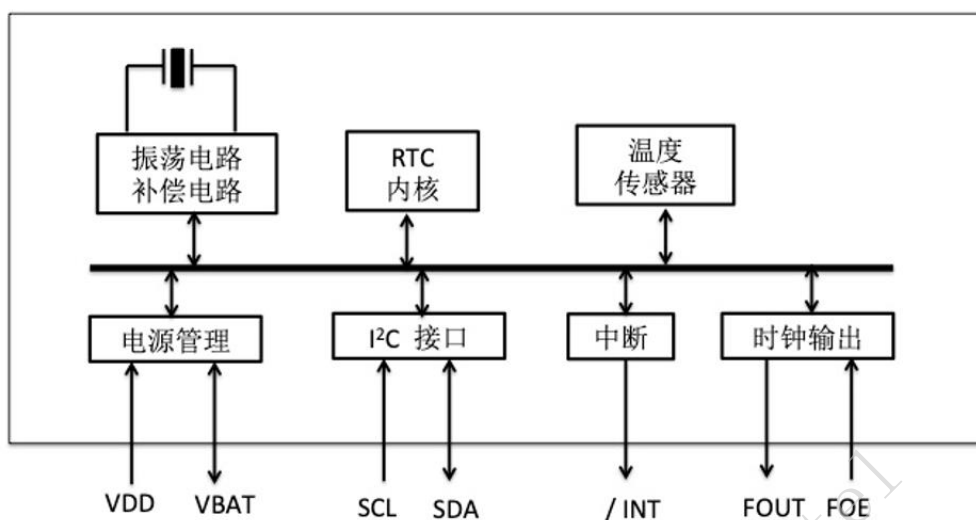 振荡电路
补偿电路
RTC
内核
温度
传感器
电源管理
I²C 接口
中断
时钟输出
VDD
VBAT
SCL
SDA
/ INT
FOUT
FOE